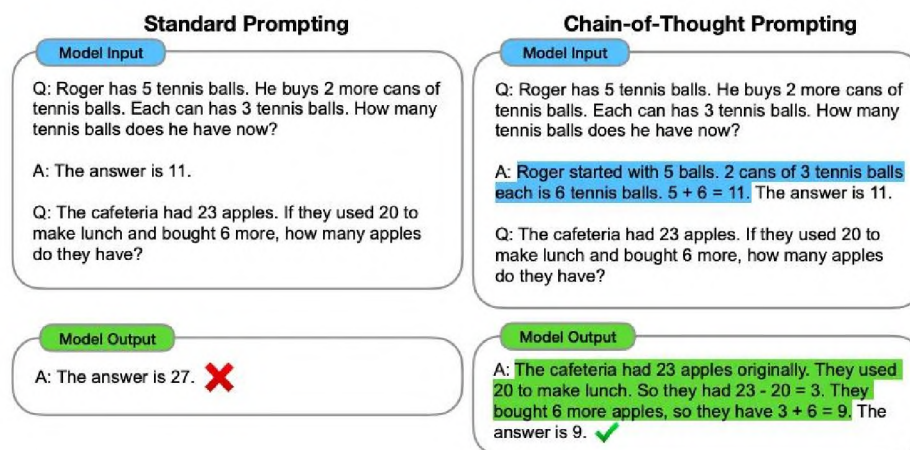 Standard Prompting
Model Input
Q: Roger has 5 tennis balls. He buys 2 more cans of
tennis balls. Each can has 3 tennis balls. How many
tennis balls does he have now?
A: The answer is 11.
Q: The cafeteria had 23 apples. If they used 20 to
make lunch and bought 6 more, how many apples
do they have?
Model Output
A: The answer is 27.
Chain-of-Thought Prompting
Model Input
Q: Roger has 5 tennis balls. He buys 2 more cans of
tennis balls. Each can has 3 tennis balls. How many
tennis balls does he have now?
A: Roger started with 5 balls. 2 cans of 3 tennis balls
each is 6 tennis balls. 5 + 6 = 11. The answer is 11.
Q: The cafeteria had 23 apples. If they used 20 to
make lunch and bought 6 more, how many apples
do they have?
Model Output
A: The cafeteria had 23 apples originally. They used
20 to make lunch. So they had 23 - 20 = 3. They
bought 6 more apples, so they have 3 + 6 = 9. The
answer is 9.